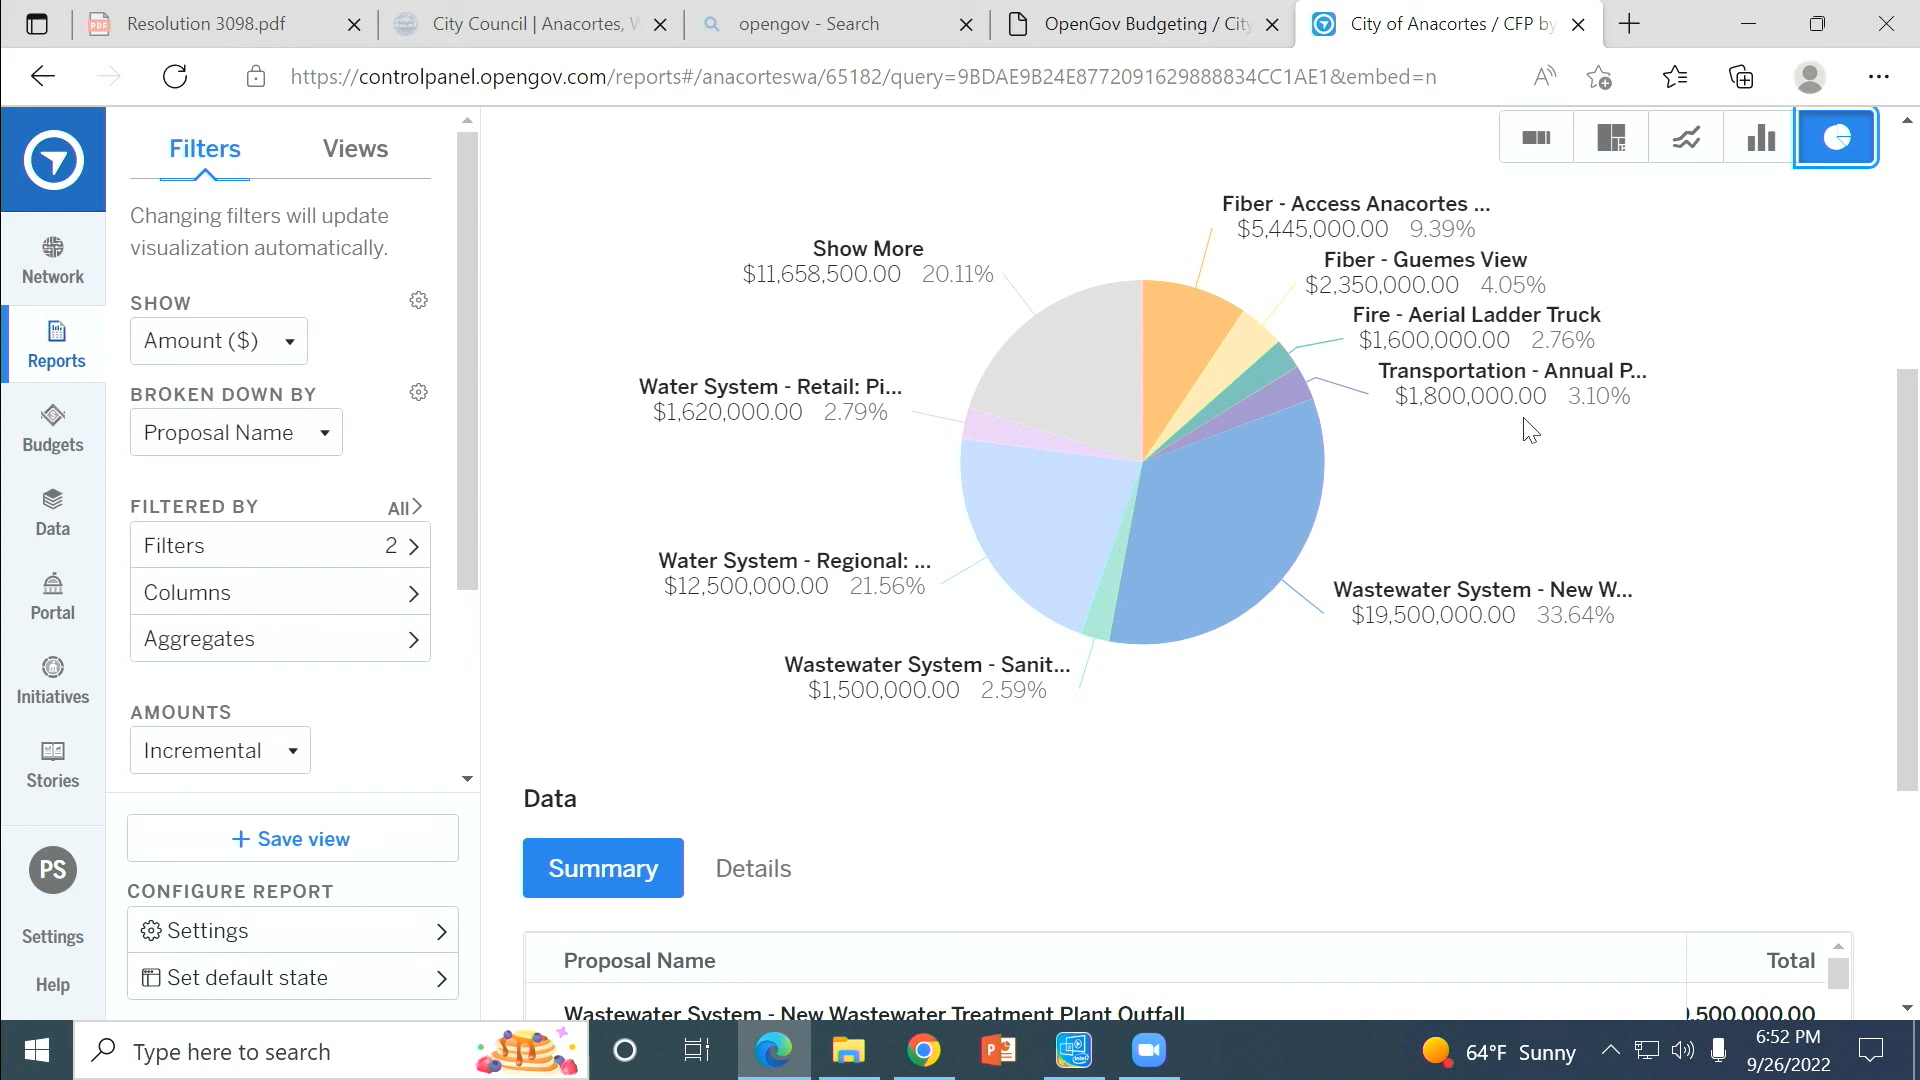 Resolution 3098.pdf
City Council | Anacortes, W
opengov - Search
OpenGov Budgeting / City
City of Anacortes / CFP by
https://controlpanel.opengov.com/reports#/anacorteswa/65182/query=9BDAE9B24E8772091629888834CC1AE1&embed=n
Network
Reports
Budgets
Data
Portal
Initiatives
Stories
PS
Settings
Help
Filters
Views
Changing filters will update
visualization automatically.
SHOW
Amount ($)
BROKEN DOWN BY
Proposal Name
FILTERED BY
All
Filters 2
Columns
Aggregates
AMOUNTS
Incremental
+ Save view
CONFIGURE REPORT
Settings
Set default state
Fiber - Access Anacortes ...
$5,445,000.00 9.39%
Fiber - Guemes View
$2,350,000.00 4.05%
Fire - Aerial Ladder Truck
$1,600,000.00 2.76%
Transportation - Annual P...
$1,800,000.00 3.10%
Wastewater System - New W...
$19,500,000.00 33.64%
Wastewater System - Sanit...
$1,500,000.00 2.59%
Water System - Regional: ...
$12,500,000.00 21.56%
Water System - Retail: Pi...
$1,620,000.00 2.79%
Show More
$11,658,500.00 20.11%
Data
Summary
Details
Proposal Name
Total
Wastewater System - New Wastewater Treatment Plant Outfall
,500,000.00
Type here to search
64°F Sunny
6:52 PM
9/26/2022